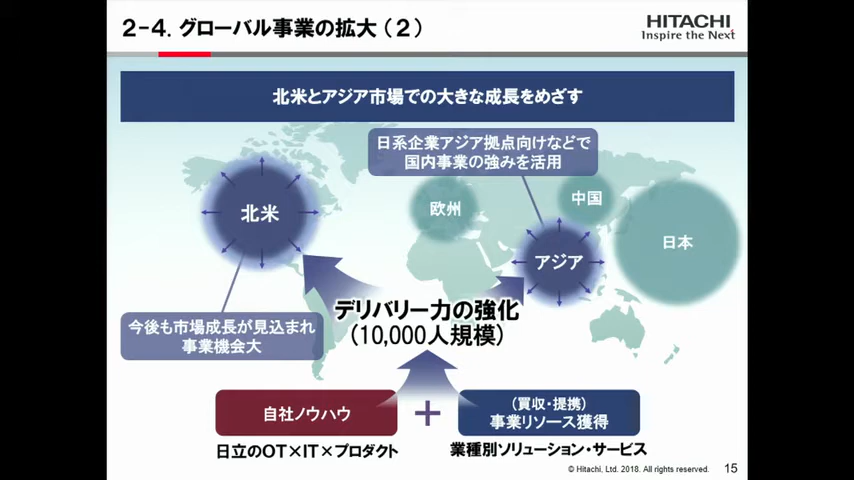 2-4. グローバル事業の拡大（2）
HITACHI
Inspire the Next
北米とアジア市場での大きな成長をめざす
日系企業アジア拠点向けなどで
国内事業の強みを活用
北米
欧州
中国
日本
アジア
今後も市場成長が見込まれ
事業機会大
デリバリー力の強化
(10,000人規模)
自社ノウハウ
+
（買収・提携）
事業リソース獲得
日立のOT×IT×プロダクト
業種別ソリューション・サービス
© Hitachi, Ltd. 2018. All rights reserved.
15